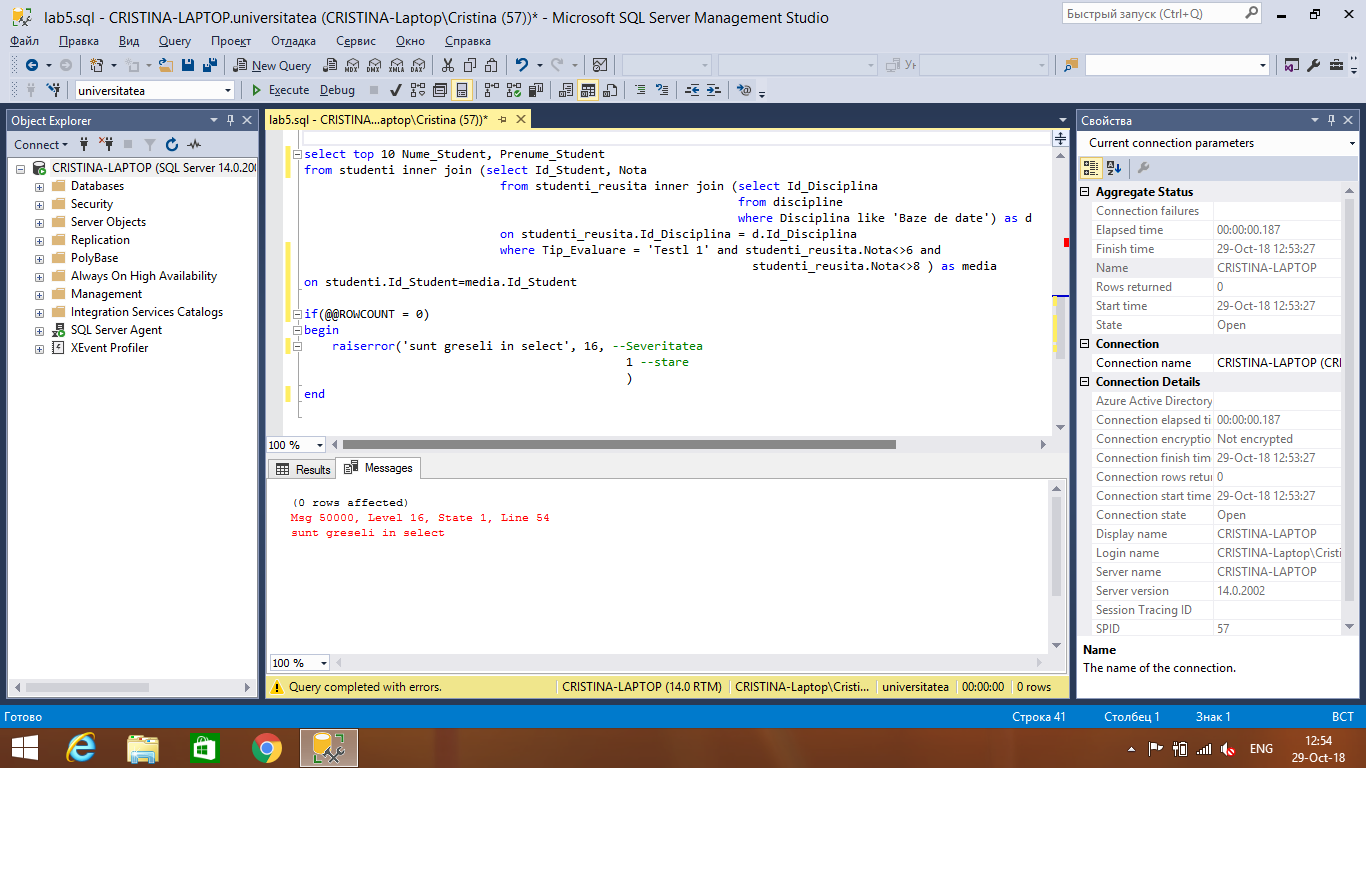 lab5.sql - CRISTINA-LAPTOP.universitatea (CRISTINA-Laptop\Cristina (57))* - Microsoft SQL Server Management Studio
Быстрый запуск (Ctrl+Q)
Файл Правка Вид Query Проект Отладка Сервис Окно Справка
New Query MDX DMX XMLA DAX
universitatea Execute Debug
Object Explorer
Connect
CRISTINA-LAPTOP (SQL Server 14.0.200
Databases
Security
Server Objects
Replication
PolyBase
Always On High Availability
Management
Integration Services Catalogs
SQL Server Agent
XEvent Profiler
lab5.sql - CRISTINA...aptop\Cristina (57))*
select top 10 Nume_Student, Prenume_Student
from studenti inner join (select Id_Student, Nota
from studenti_reusita inner join (select Id_Disciplina
from discipline
where Disciplina like 'Baze de date') as d
on studenti_reusita.Id_Disciplina = d.Id_Disciplina
where Tip_Evaluare = 'Testl 1' and studenti_reusita.Nota<>6 and
studenti_reusita.Nota<>8 ) as media
on studenti.Id_Student=media.Id_Student
if(@@ROWCOUNT = 0)
begin
raiserror('sunt greseli in select', 16, --Severitatea
1 --stare
)
end
100 %
Results Messages
(0 rows affected)
Msg 50000, Level 16, State 1, Line 54
sunt greseli in select
100 %
Query completed with errors. CRISTINA-LAPTOP (14.0 RTM) CRISTINA-Laptop\Cristi... universitatea 00:00:00 0 rows
Свойства
Current connection parameters
Aggregate Status
Connection failures
Elapsed time 00:00:00.187
Finish time 29-Oct-18 12:53:27
Name CRISTINA-LAPTOP
Rows returned 0
Start time 29-Oct-18 12:53:27
State Open
Connection
Connection name CRISTINA-LAPTOP (CRI
Connection Details
Azure Active Directory
Connection elapsed ti 00:00:00.187
Connection encryptio Not encrypted
Connection finish tim 29-Oct-18 12:53:27
Connection rows retur 0
Connection start time 29-Oct-18 12:53:27
Connection state Open
Display name CRISTINA-LAPTOP
Login name CRISTINA-Laptop\Cristi
Server name CRISTINA-LAPTOP
Server version 14.0.2002
Session Tracing ID
SPID 57
Name
The name of the connection.
Готово Строка 41 Столбец 1 Знак 1 ВСТ
ENG
12:54
29-Oct-18